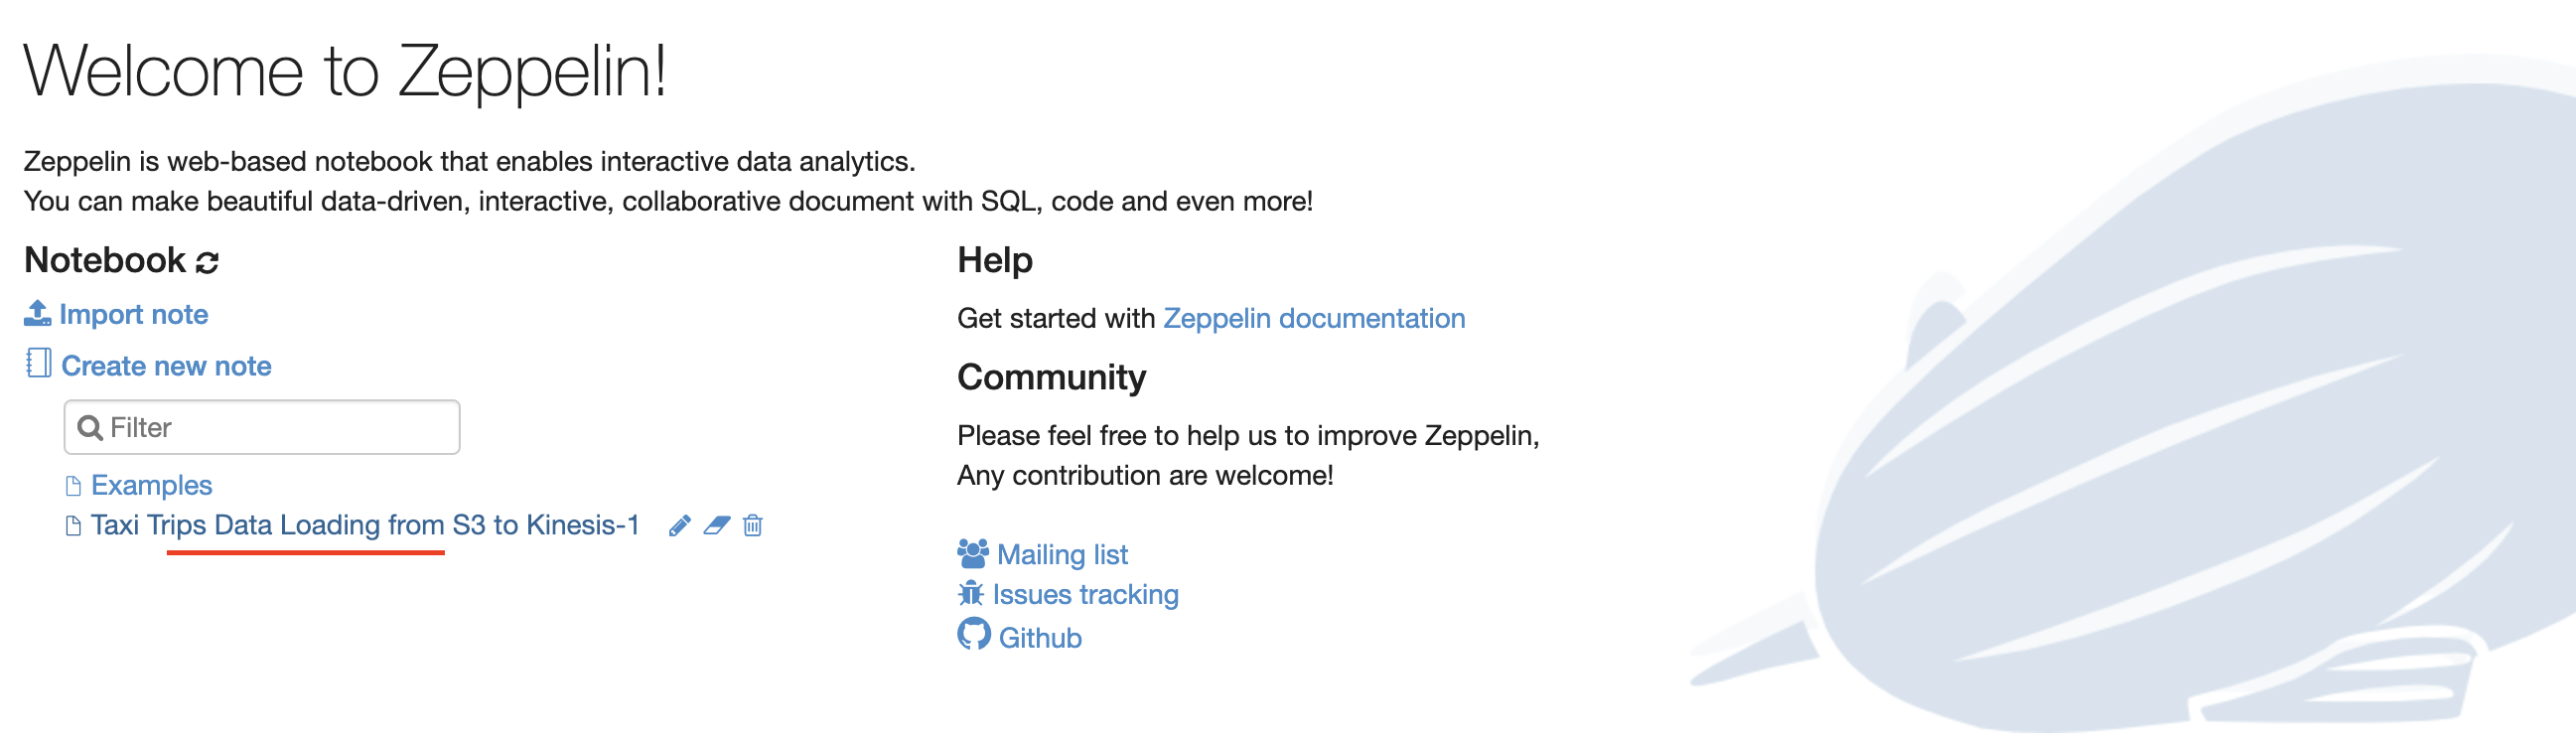 Welcome to Zeppelin!
Zeppelin is web-based notebook that enables interactive data analytics.
You can make beautiful data-driven, interactive, collaborative document with SQL, code and even more!
Notebook
Import note
Create new note
Filter
Examples
Taxi Trips Data Loading from S3 to Kinesis-1
Help
Get started with Zeppelin documentation
Community
Please feel free to help us to improve Zeppelin,
Any contribution are welcome!
Mailing list
Issues tracking
Github